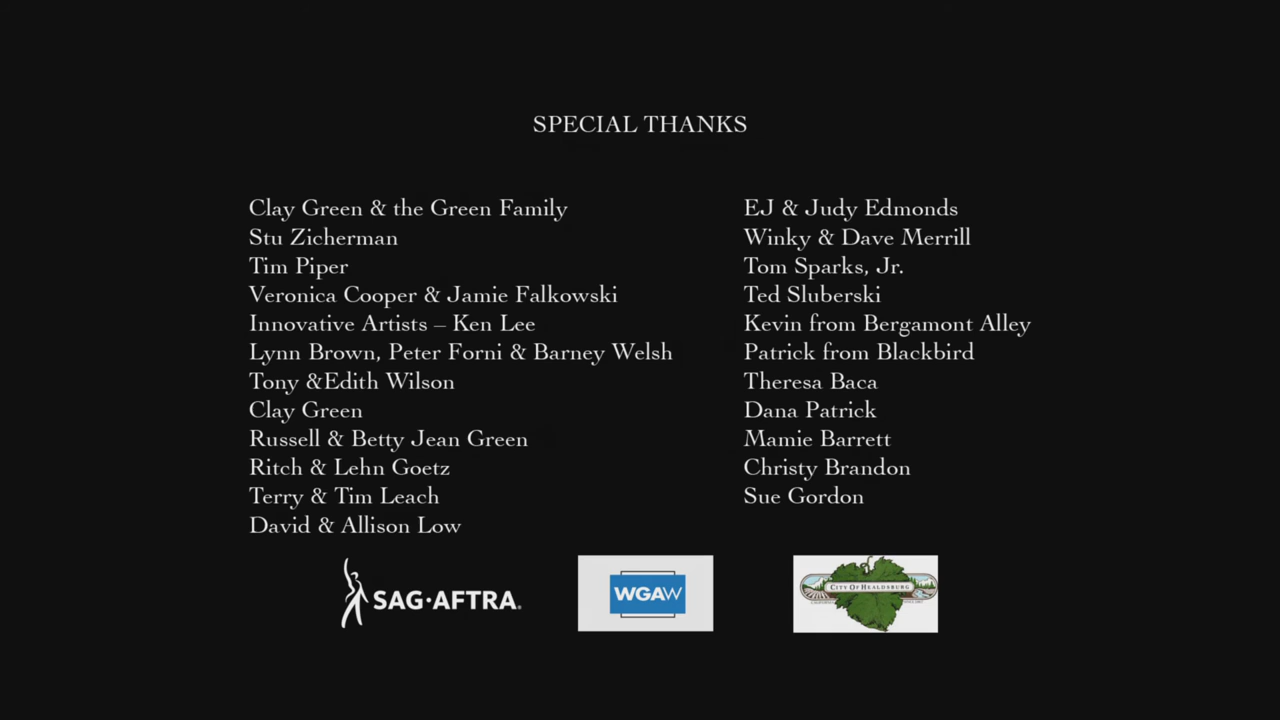 SPECIAL THANKS
Clay Green & the Green Family
Stu Zicherman
Tim Piper
Veronica Cooper & Jamie Falkowski
Innovative Artists – Ken Lee
Lynn Brown, Peter Forni & Barney Welsh
Tony &Edith Wilson
Clay Green
Russell & Betty Jean Green
Ritch & Lehn Goetz
Terry & Tim Leach
David & Allison Low
EJ & Judy Edmonds
Winky & Dave Merrill
Tom Sparks, Jr.
Ted Sluberski
Kevin from Bergamont Alley
Patrick from Blackbird
Theresa Baca
Dana Patrick
Mamie Barrett
Christy Brandon
Sue Gordon
SAG·AFTRA®
WGAW
CITY OF HEALDSBURG